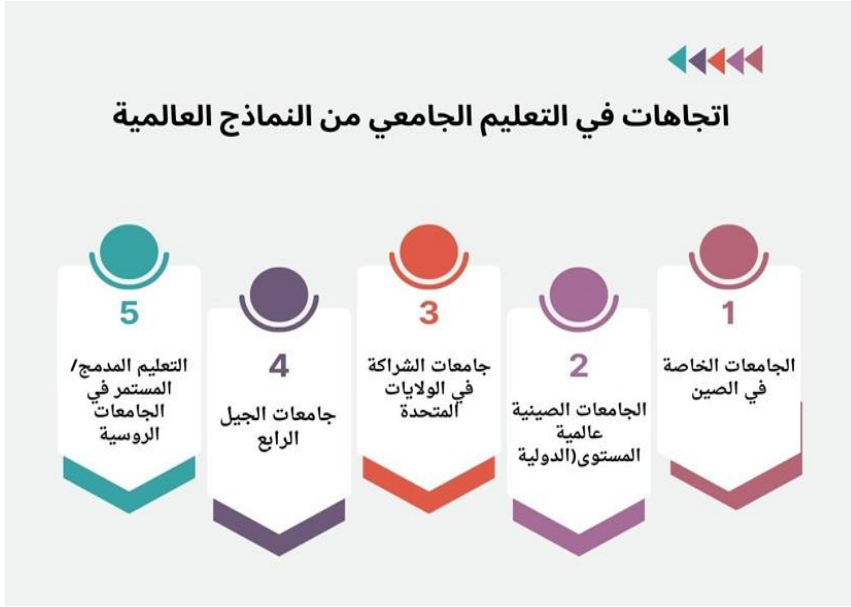 اتجاهات في التعليم الجامعي من النماذج العالمية
1
الجامعات الخاصة
في الصين
2
الجامعات الصينية
عالمية
المستوى(الدولية
3
جامعات الشراكة
في الولايات
المتحدة
4
جامعات الجيل
الرابع
5
التعليم المدمج/
المستمر في
الجامعات
الروسية